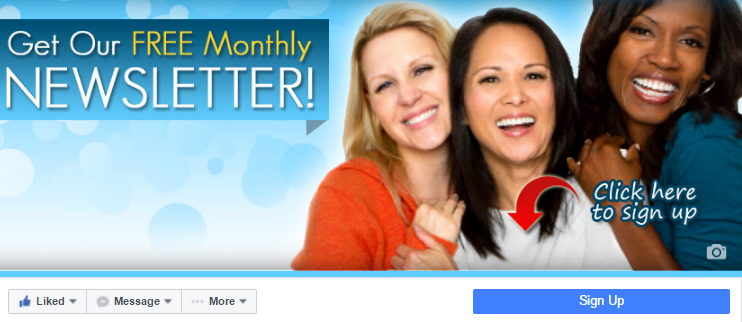 Get Our FREE Monthly
NEWSLETTER!
Click here
to sign up
Liked Message More Sign Up